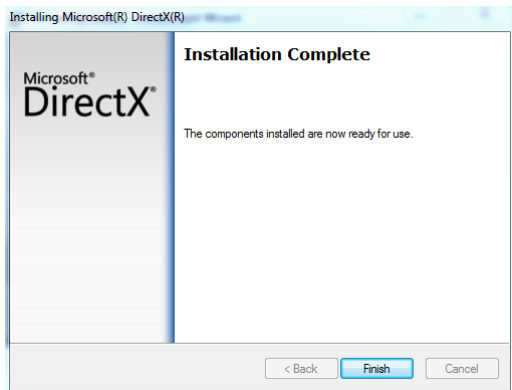 Installing Microsoft(R) DirectX(R)
Installation Complete
Microsoft®
DirectX®
The components installed are now ready for use.
< Back
Finish
Cancel